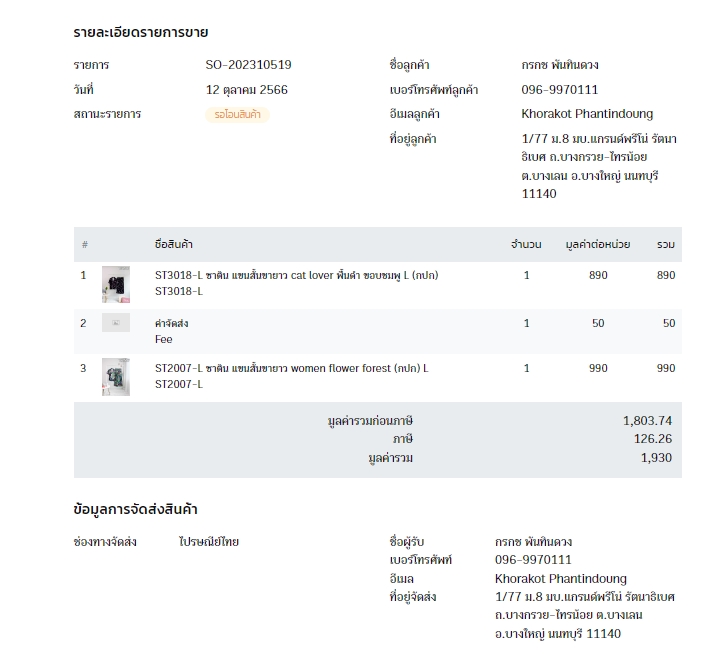 รายละเอียดรายการขาย
รายการ SO-202310519
วันที่ 12 ตุลาคม 2566
สถานะรายการ รอโอนสินค้า
ชื่อลูกค้า กรกช พันทินดวง
เบอร์โทรศัพท์ลูกค้า 096-9970111
อีเมลลูกค้า Khorakot Phantindoung
ที่อยู่ลูกค้า 1/77 ม.8 มบ.แกรนด์พรีโน่ รัตนา
ธิเบศ ถ.บางกรวย-ไทรน้อย
ต.บางเลน อ.บางใหญ่ นนทบุรี
11140
# ชื่อสินค้า จำนวน มูลค่าต่อหน่วย รวม
1 ST3018-L ซาติน แขนสั้นขายาว cat lover พื้นดำ ขอบชมพู L (กปก) 1 890 890
ST3018-L
2 ค่าจัดส่ง 1 50 50
Fee
3 ST2007-L ซาติน แขนสั้นขายาว women flower forest (กปก) L 1 990 990
ST2007-L
มูลค่ารวมก่อนภาษี 1,803.74
ภาษี 126.26
มูลค่ารวม 1,930
ข้อมูลการจัดส่งสินค้า
ช่องทางจัดส่ง ไปรษณีย์ไทย
ชื่อผู้รับ กรกช พันทินดวง
เบอร์โทรศัพท์ 096-9970111
อีเมล Khorakot Phantindoung
ที่อยู่จัดส่ง 1/77 ม.8 มบ.แกรนด์พรีโน่ รัตนาธิเบศ
ถ.บางกรวย-ไทรน้อย ต.บางเลน
อ.บางใหญ่ นนทบุรี 11140